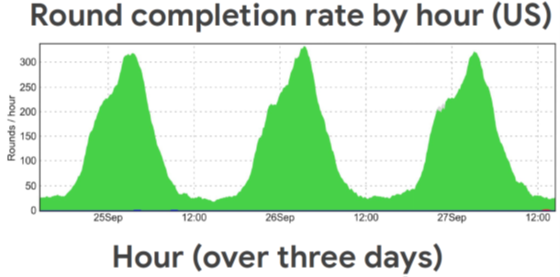 Round completion rate by hour (US)
300
250
200
150
100
50
0
Rounds / hour
25Sep 12:00 26Sep 12:00 27Sep 12:00
Hour (over three days)